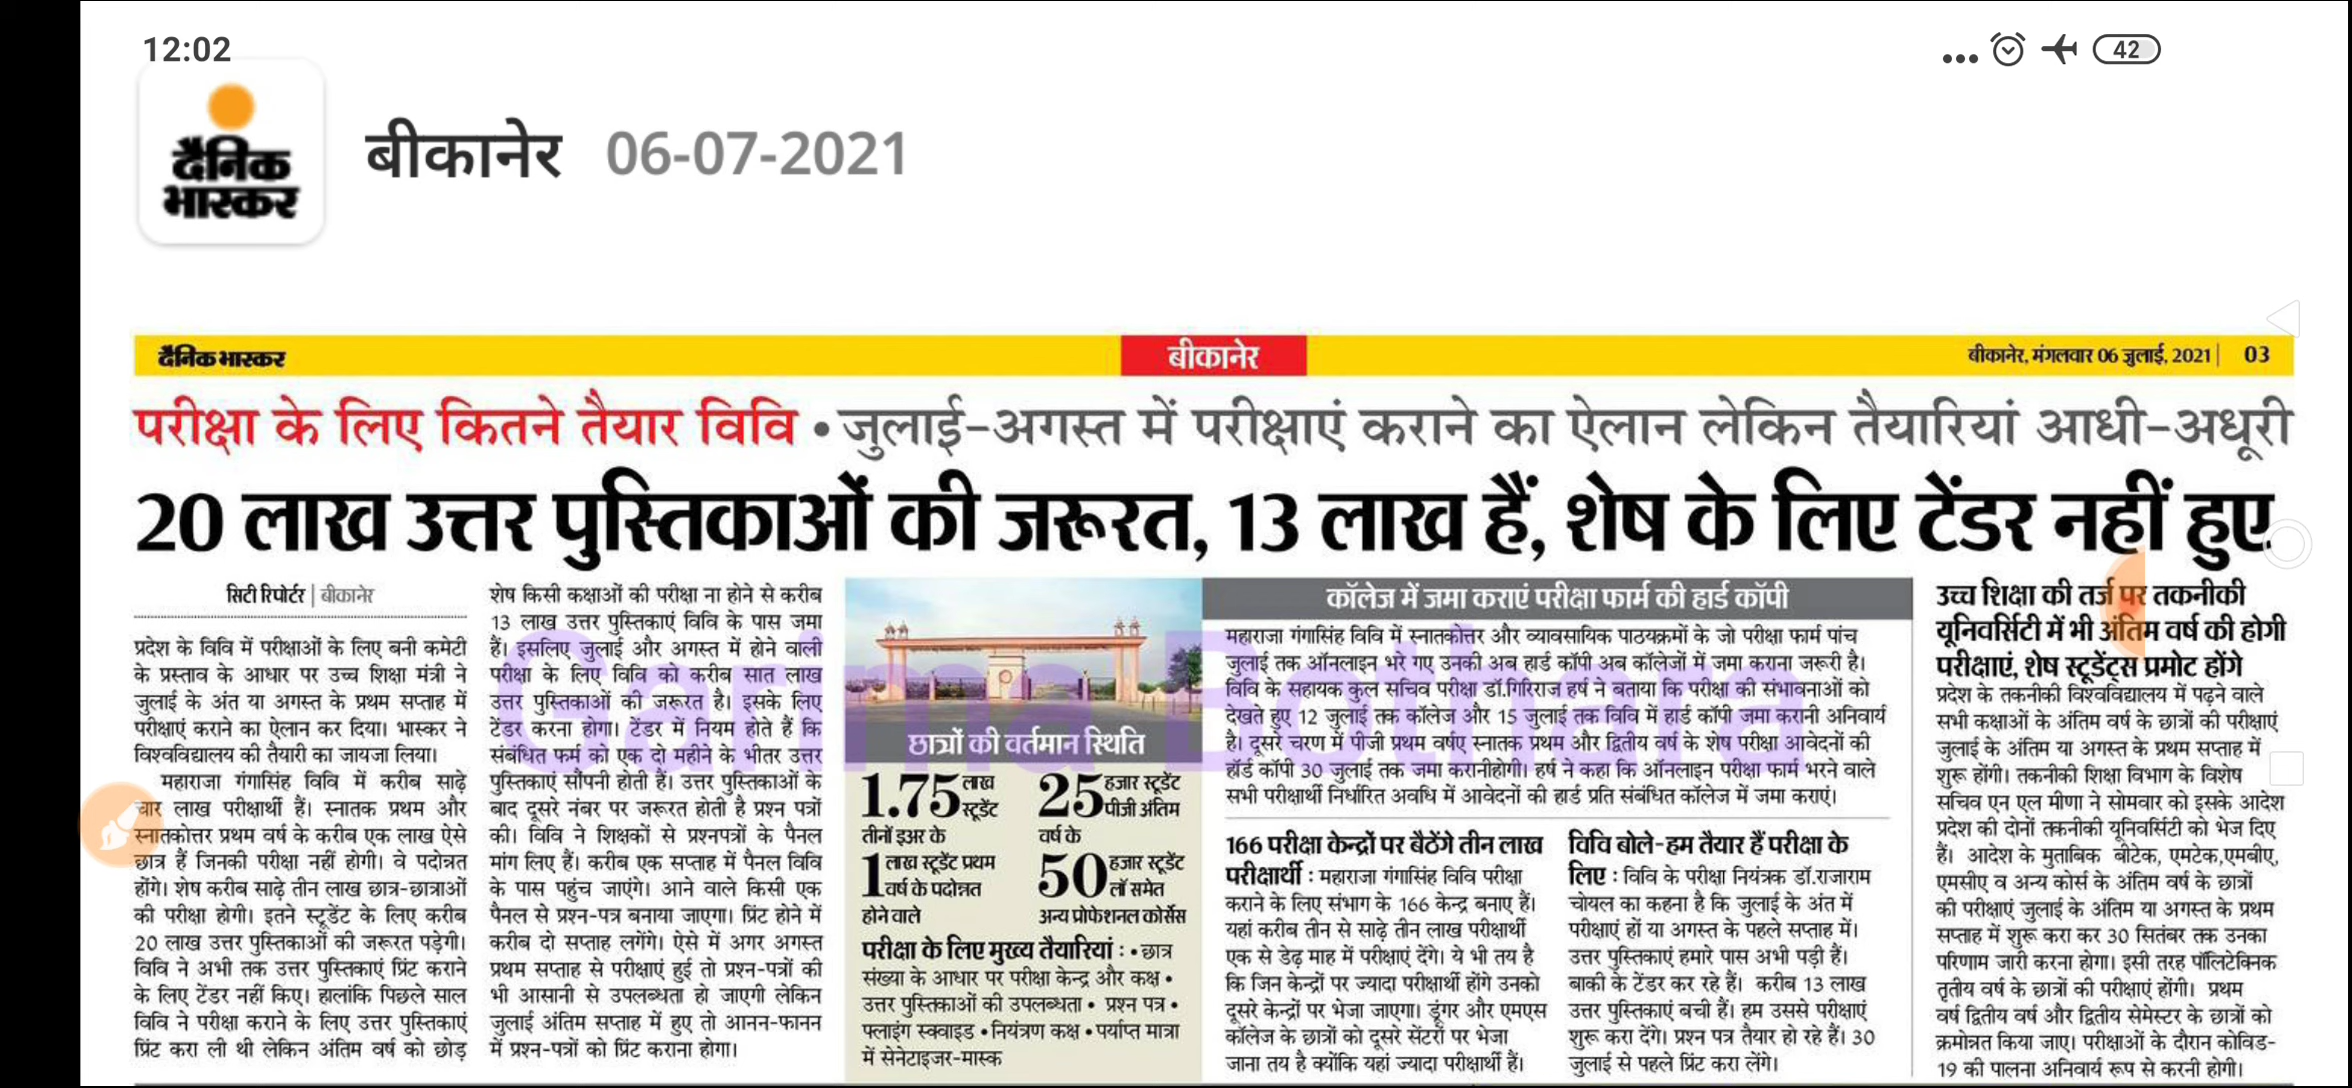 12:02
42
दैनिक
भास्कर
बीकानेर 06-07-2021
दैनिक भास्कर
बीकानेर
बीकानेर, मंगलवार 06 जुलाई, 2021 | 03
परीक्षा के लिए कितने तैयार विवि • जुलाई-अगस्त में परीक्षाएं कराने का ऐलान लेकिन तैयारियां आधी-अधूरी
20 लाख उत्तर पुस्तिकाओं की जरूरत, 13 लाख हैं, शेष के लिए टेंडर नहीं हुए
सिटी रिपोर्टर | बीकानेर
प्रदेश के विवि में परीक्षाओं के लिए बनी कमेटी
के प्रस्ताव के आधार पर उच्च शिक्षा मंत्री ने
जुलाई के अंत या अगस्त के प्रथम सप्ताह में
परीक्षाएं कराने का ऐलान कर दिया। भास्कर ने
विश्वविद्यालय की तैयारी का जायजा लिया।
महाराजा गंगासिंह विवि में करीब साढ़े
चार लाख परीक्षार्थी हैं। स्नातक प्रथम और
स्नातकोत्तर प्रथम वर्ष के करीब एक लाख ऐसे
छात्र हैं जिनकी परीक्षा नहीं होगी। वे पदोन्नत
होंगे। शेष करीब साढ़े तीन लाख छात्र-छात्राओं
की परीक्षा होगी। इतने स्टूडेंट के लिए करीब
20 लाख उत्तर पुस्तिकाओं की जरूरत पड़ेगी।
विवि ने अभी तक उत्तर पुस्तिकाएं प्रिंट कराने
के लिए टेंडर नहीं किए। हालांकि पिछले साल
विवि ने परीक्षा कराने के लिए उत्तर पुस्तिकाएं
प्रिंट करा ली थी लेकिन अंतिम वर्ष को छोड़
शेष किसी कक्षाओं की परीक्षा ना होने से करीब
13 लाख उत्तर पुस्तिकाएं विवि के पास जमा
हैं। इसलिए जुलाई और अगस्त में होने वाली
परीक्षा के लिए विवि को करीब सात लाख
उत्तर पुस्तिकाओं की जरूरत है। इसके लिए
टेंडर करना होगा। टेंडर में नियम होते हैं कि
संबंधित फर्म को एक दो महीने के भीतर उत्तर
पुस्तिकाएं सौंपनी होती हैं। उत्तर पुस्तिकाओं के
बाद दूसरे नंबर पर जरूरत होती है प्रश्न पत्रों
की। विवि ने शिक्षकों से प्रश्नपत्रों के पैनल
मांग लिए हैं। करीब एक सप्ताह में पैनल विवि
के पास पहुंच जाएंगे। आने वाले किसी एक
पैनल से प्रश्न-पत्र बनाया जाएगा। प्रिंट होने में
करीब दो सप्ताह लगेंगे। ऐसे में अगर अगस्त
प्रथम सप्ताह से परीक्षाएं हुई तो प्रश्न-पत्रों की
भी आसानी से उपलब्धता हो जाएगी लेकिन
जुलाई अंतिम सप्ताह में हुए तो आनन-फानन
में प्रश्न-पत्रों को प्रिंट कराना होगा।
छात्रों की वर्तमान स्थिति
1.75 लाख स्टूडेंट
तीनों इअर के
25 हजार स्टूडेंट पीजी अंतिम
वर्ष के
1 लाख स्टूडेंट प्रथम वर्ष के पदोन्नत
होने वाले
50 हजार स्टूडेंट लॉ समेत
अन्य प्रोफेशनल कोर्सेस
परीक्षा के लिए मुख्य तैयारियां : • छात्र
संख्या के आधार पर परीक्षा केन्द्र और कक्ष •
उत्तर पुस्तिकाओं की उपलब्धता • प्रश्न पत्र •
फ्लाइंग स्क्वाइड • नियंत्रण कक्ष • पर्याप्त मात्रा
में सेनेटाइजर-मास्क
कॉलेज में जमा कराएं परीक्षा फार्म की हार्ड कॉपी
महाराजा गंगासिंह विवि में स्नातकोत्तर और व्यावसायिक पाठयक्रमों के जो परीक्षा फार्म पांच
जुलाई तक ऑनलाइन भरे गए उनकी अब हार्ड कॉपी अब कॉलेजों में जमा कराना जरूरी है।
विवि के सहायक कुल सचिव परीक्षा डॉ.गिरिराज हर्ष ने बताया कि परीक्षा की संभावनाओं को
देखते हुए 12 जुलाई तक कॉलेज और 15 जुलाई तक विवि में हार्ड कॉपी जमा करानी अनिवार्य
है। दूसरे चरण में पीजी प्रथम वर्षए स्नातक प्रथम और द्वितीय वर्ष के शेष परीक्षा आवेदनों की
हॉर्ड कॉपी 30 जुलाई तक जमा करानीहोगी। हर्ष ने कहा कि ऑनलाइन परीक्षा फार्म भरने वाले
सभी परीक्षार्थी निर्धारित अवधि में आवेदनों की हार्ड प्रति संबंधित कॉलेज में जमा कराएं।
166 परीक्षा केन्द्रों पर बैठेंगे तीन लाख
परीक्षार्थी : महाराजा गंगासिंह विवि परीक्षा
कराने के लिए संभाग के 166 केन्द्र बनाए हैं।
यहां करीब तीन से साढ़े तीन लाख परीक्षार्थी
एक से डेढ़ माह में परीक्षाएं देंगे। ये भी तय है
कि जिन केन्द्रों पर ज्यादा परीक्षार्थी होंगे उनको
दूसरे केन्द्रों पर भेजा जाएगा। डूंगर और एमएस
कॉलेज के छात्रों को दूसरे सेंटरों पर भेजा
जाना तय है क्योंकि यहां ज्यादा परीक्षार्थी हैं।
विवि बोले-हम तैयार हैं परीक्षा के
लिए : विवि के परीक्षा नियंत्रक डॉ.राजाराम
चोयल का कहना है कि जुलाई के अंत में
परीक्षाएं हों या अगस्त के पहले सप्ताह में।
उत्तर पुस्तिकाएं हमारे पास अभी पड़ी हैं।
बाकी के टेंडर कर रहे हैं। करीब 13 लाख
उत्तर पुस्तिकाएं बची हैं। हम उससे परीक्षाएं
शुरू करा देंगे। प्रश्न पत्र तैयार हो रहे हैं। 30
जुलाई से पहले प्रिंट करा लेंगे।
उच्च शिक्षा की तर्ज पर तकनीकी
यूनिवर्सिटी में भी अंतिम वर्ष की होगी
परीक्षाएं, शेष स्टूडेंट्स प्रमोट होंगे
प्रदेश के तकनीकी विश्वविद्यालय में पढ़ने वाले
सभी कक्षाओं के अंतिम वर्ष के छात्रों की परीक्षाएं
जुलाई के अंतिम या अगस्त के प्रथम सप्ताह में
शुरू होंगी। तकनीकी शिक्षा विभाग के विशेष
सचिव एन एल मीणा ने सोमवार को इसके आदेश
प्रदेश की दोनों तकनीकी यूनिवर्सिटी को भेज दिए
हैं। आदेश के मुताबिक बीटेक, एमटेक,एमबीए,
एमसीए व अन्य कोर्स के अंतिम वर्ष के छात्रों
की परीक्षाएं जुलाई के अंतिम या अगस्त के प्रथम
सप्ताह में शुरू करा कर 30 सितंबर तक उनका
परिणाम जारी करना होगा। इसी तरह पॉलिटेक्निक
तृतीय वर्ष के छात्रों की परीक्षाएं होंगी। प्रथम
वर्ष द्वितीय वर्ष और द्वितीय सेमेस्टर के छात्रों को
क्रमोन्नत किया जाए। परीक्षाओं के दौरान कोविड-
19 की पालना अनिवार्य रूप से करनी होगी।
Garima Bothara